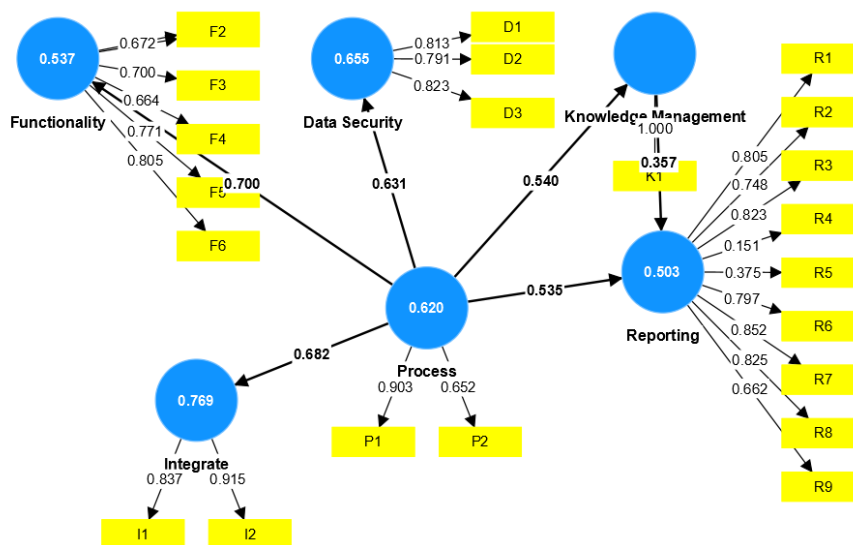 0.537
Functionality
0.672
0.700
0.664
0.771
0.805
F2
F3
F4
F5
F6
0.655
Data Security
0.813
0.791
0.823
D1
D2
D3
Knowledge Management
1.000
0.357
K1
0.700
0.631
0.540
0.535
0.682
0.620
Process
0.903
0.652
P1
P2
0.503
Reporting
0.805
0.748
0.823
0.151
0.375
0.797
0.852
0.825
0.662
R1
R2
R3
R4
R5
R6
R7
R8
R9
0.769
Integrate
0.837
0.915
I1
I2